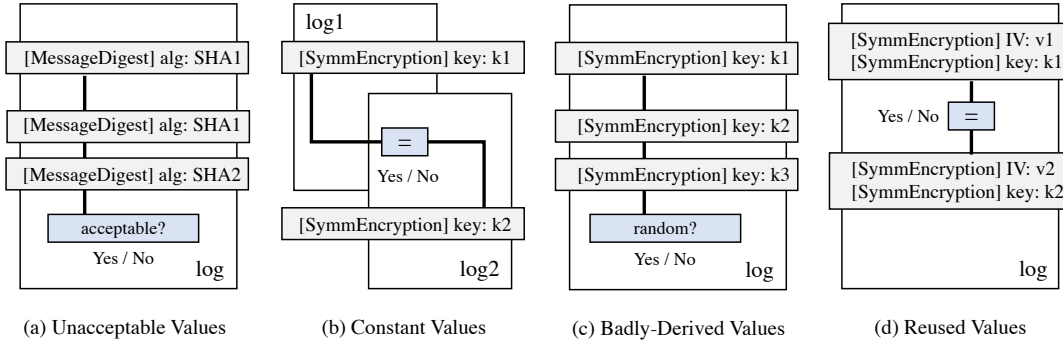 [MessageDigest] alg: SHA1
[MessageDigest] alg: SHA1
[MessageDigest] alg: SHA2
acceptable?
Yes / No
log
(a) Unacceptable Values
log1
[SymmEncryption] key: k1
=
Yes / No
[SymmEncryption] key: k2
log2
(b) Constant Values
[SymmEncryption] key: k1
[SymmEncryption] key: k2
[SymmEncryption] key: k3
random?
Yes / No
log
(c) Badly-Derived Values
[SymmEncryption] IV: v1
[SymmEncryption] key: k1
Yes / No =
[SymmEncryption] IV: v2
[SymmEncryption] key: k2
log
(d) Reused Values